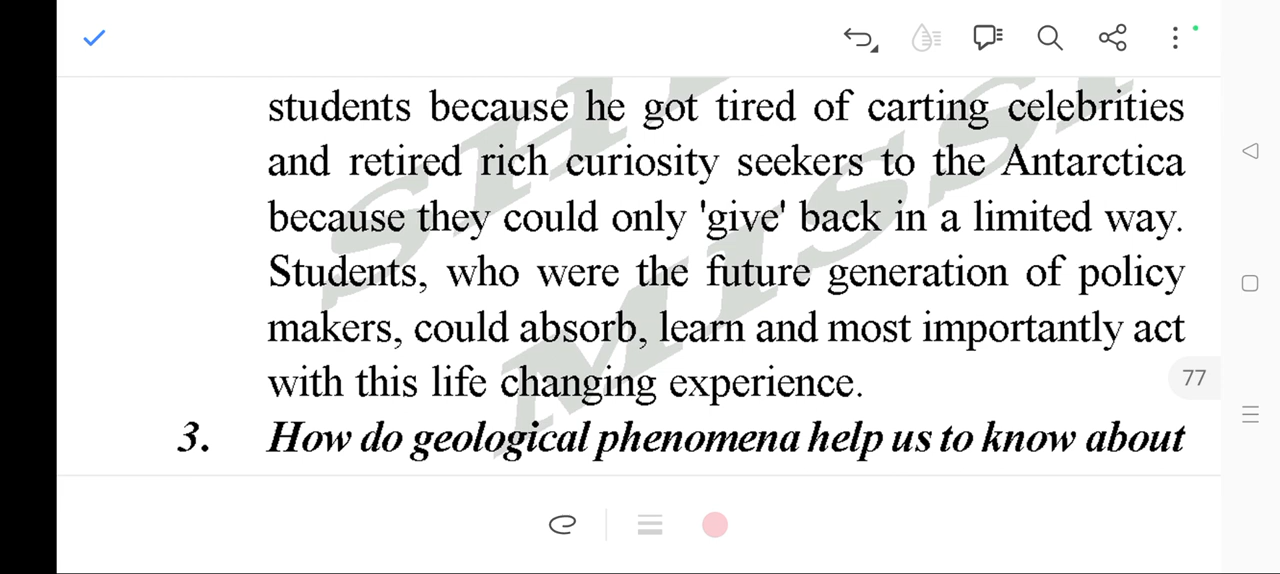 students because he got tired of carting celebrities
and retired rich curiosity seekers to the Antarctica
because they could only 'give' back in a limited way.
Students, who were the future generation of policy
makers, could absorb, learn and most importantly act
with this life changing experience.
77
3. How do geological phenomena help us to know about